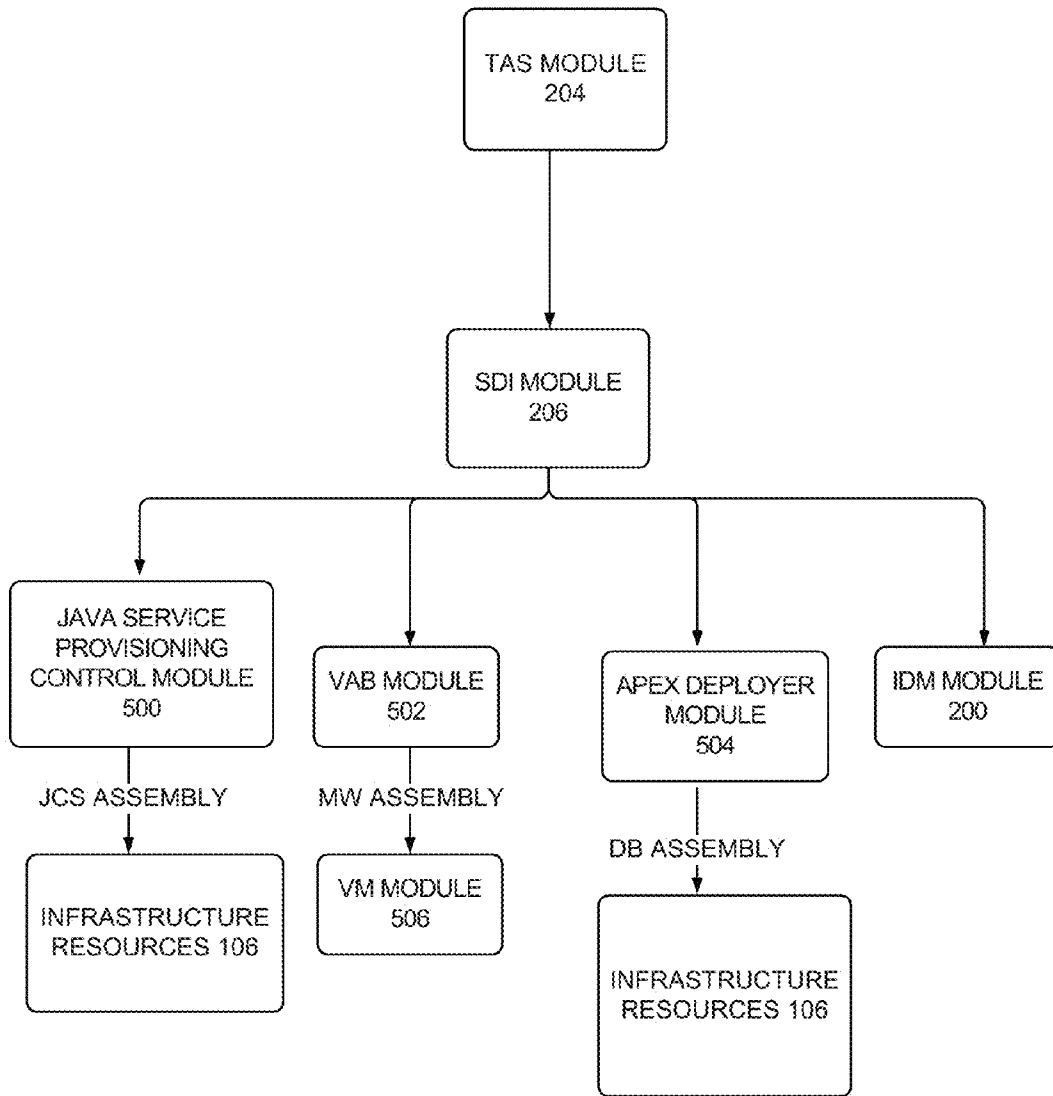 TAS MODULE
204
SDI MODULE
206
JAVA SERVICE
PROVISIONING
CONTROL MODULE
500
VAB MODULE
502
APEX DEPLOYER
MODULE
504
IDM MODULE
200
JCS ASSEMBLY
MW ASSEMBLY
DB ASSEMBLY
INFRASTRUCTURE
RESOURCES 106
VM MODULE
506
INFRASTRUCTURE
RESOURCES 106